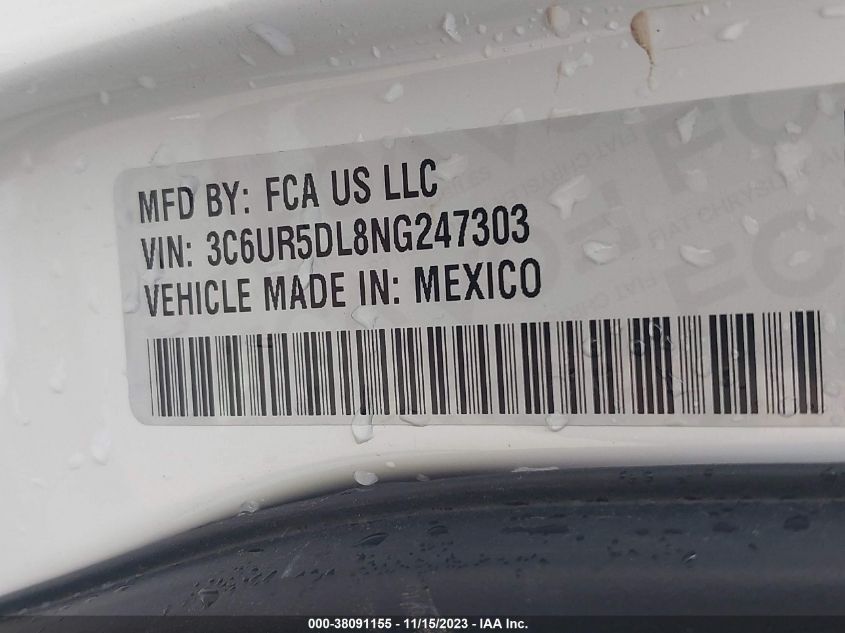 MFD BY: FCA US LLC
VIN: 3C6UR5DL8NG247303
VEHICLE MADE IN: MEXICO
000-38091155 - 11/15/2023 - IAA Inc.